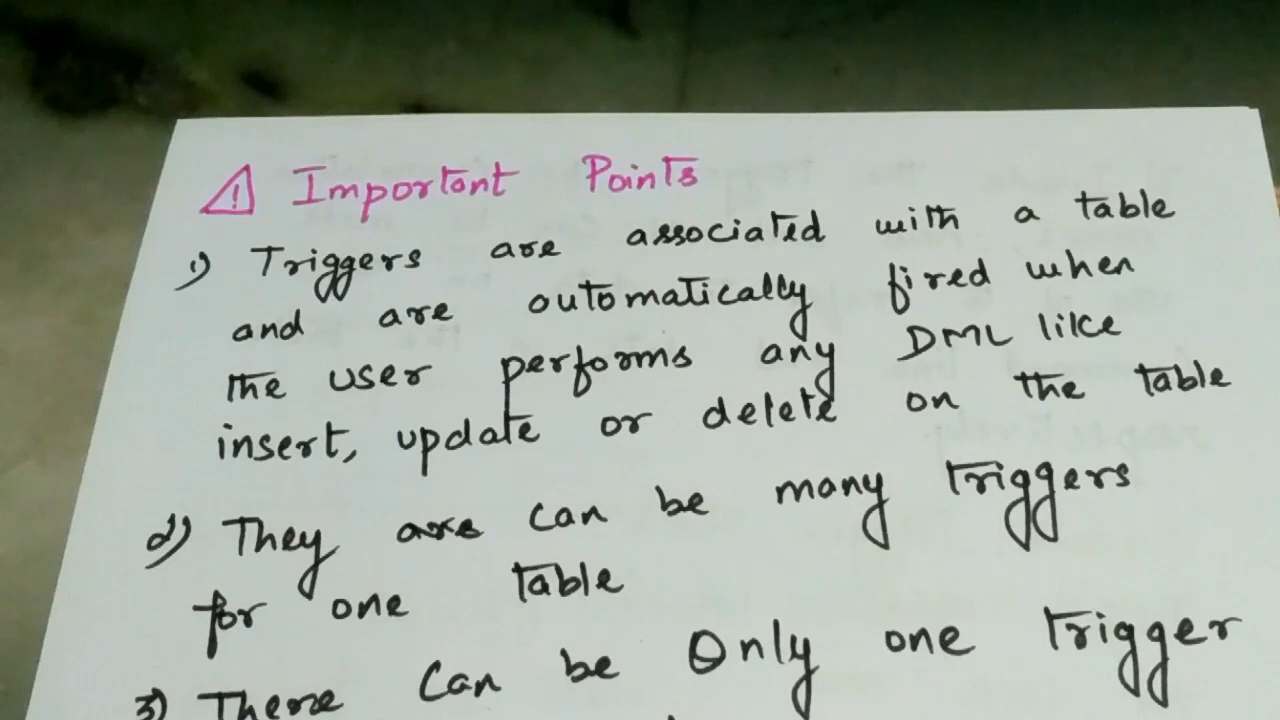 ⚠ Important Points
1) Triggers are associated with a table
and are automatically fired when
the user performs any DML like
insert, update or delete on the table
2) They are can be many triggers
for one table
3) There can be Only one trigger